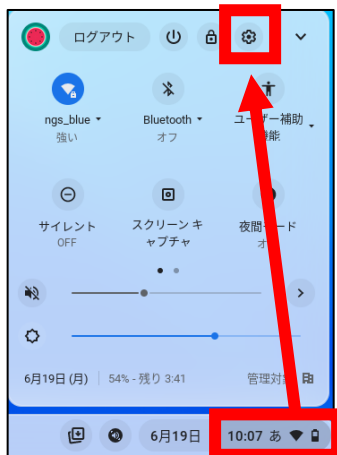 ログアウト
ngs_blue
強い
Bluetooth
オフ
ユーザー補助
機能
サイレント
OFF
スクリーン キ
ャプチャ
夜間モード
6月19日 (月) 54% - 残り 3:41 管理対象
6月19日 10:07 あ